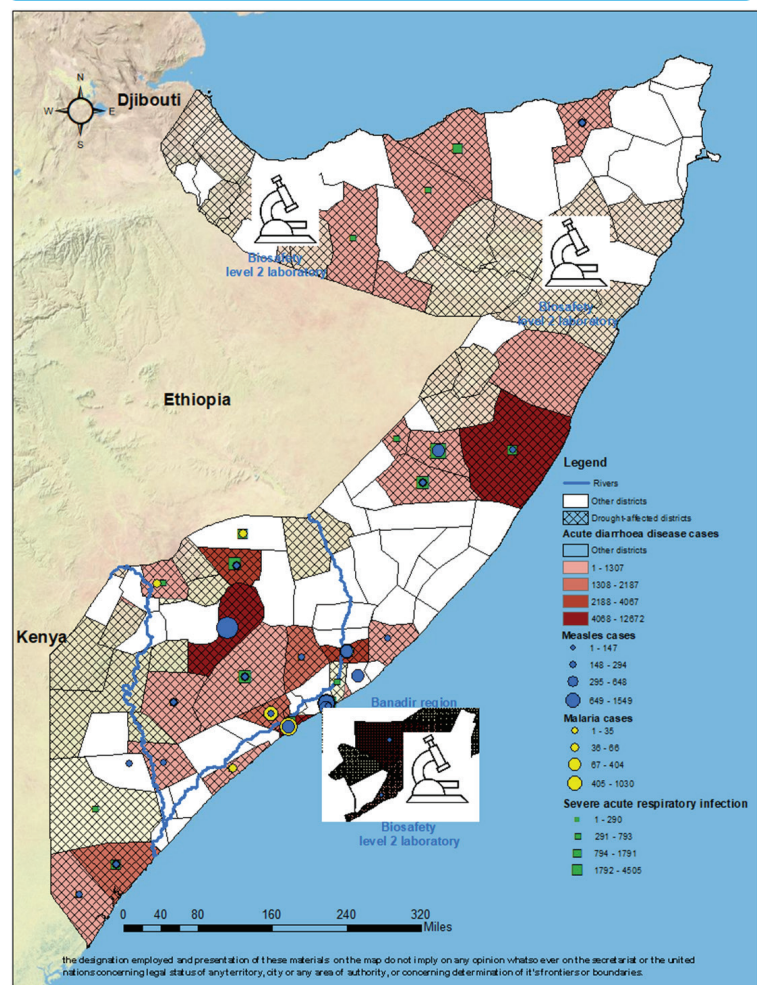 N
W
E
S
Djibouti
Biosafety
level 2 laboratory
Biosafety
level 2 laboratory
Ethiopia
Kenya
Banadir region
Biosafety
level 2 laboratory
Legend
Rivers
Other districts
Drought-affected districts
Acute diarrhoea disease cases
Other districts
1 - 1307
1308 - 2187
2188 - 4067
4068 - 12672
Measles cases
1 - 147
148 - 294
295 - 648
649 - 1549
Malaria cases
1 - 35
36 - 66
67 - 404
405 - 1030
Severe acute respiratory infection
1 - 290
291 - 793
794 - 1791
1792 - 4505
0 40 80 160 240 320
Miles
the designation employed and presentation of these materials on the map do not imply on any opinion whatso ever on the secretariat or the united
nations concerning legal status of any territory, city or any area of authority, or concerning determination of it's frontiers or boundaries.